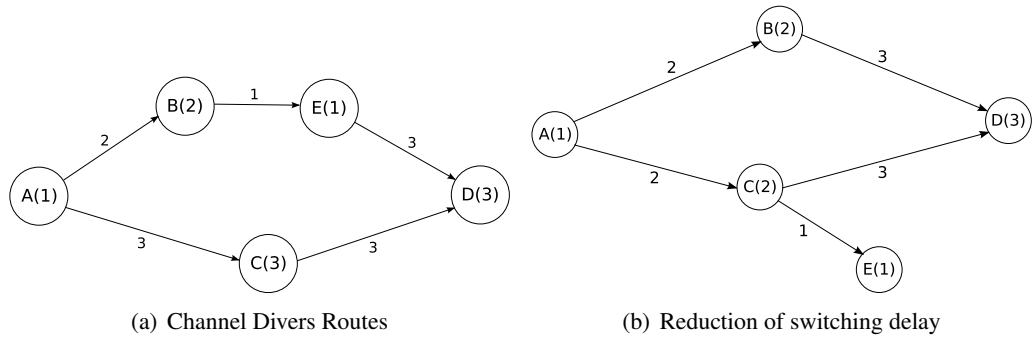 B(2)
1
E(1)
2
3
A(1)
D(3)
3
3
C(3)
(a) Channel Divers Routes
B(2)
2
3
A(1)
D(3)
2
3
C(2)
1
E(1)
(b) Reduction of switching delay